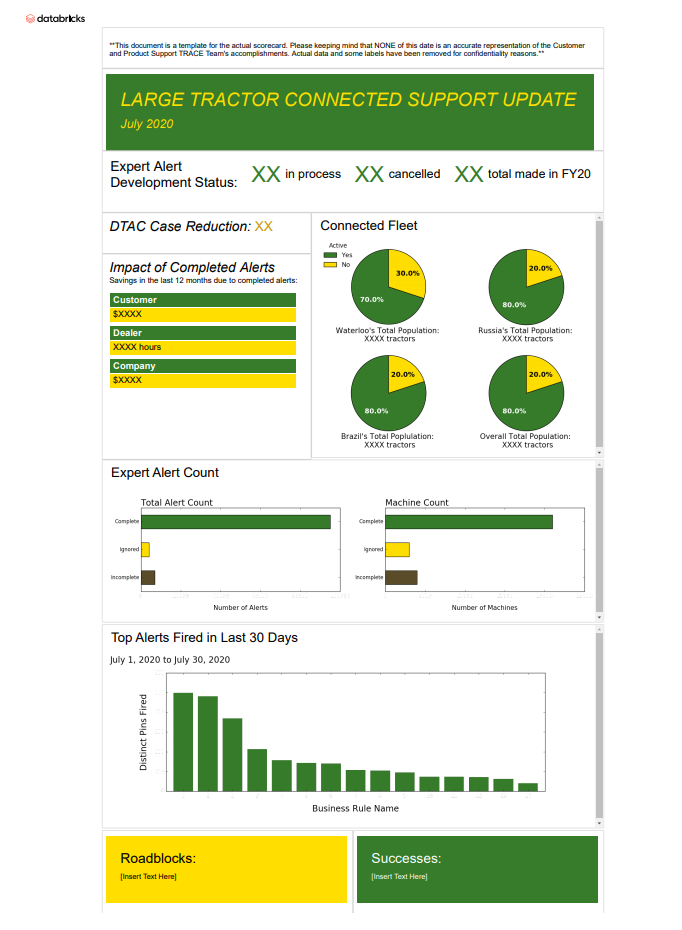 databricks
**This document is a template for the actual scorecard. Please keeping mind that NONE of this date is an accurate representation of the Customer
and Product Support TRACE Team's accomplishments. Actual data and some labels have been removed for confidentiality reasons.**
LARGE TRACTOR CONNECTED SUPPORT UPDATE
July 2020
Expert Alert
Development Status:
XX in process XX cancelled XX total made in FY20
DTAC Case Reduction: XX
Impact of Completed Alerts
Savings in the last 12 months due to completed alerts:
Customer
$XXXX
Dealer
XXXX hours
Company
$XXXX
Connected Fleet
Active
Yes
No
30.0%
70.0%
Waterloo's Total Population:
XXXX tractors
20.0%
80.0%
Russia's Total Population:
XXXX tractors
20.0%
80.0%
Brazil's Total Poplulation:
XXXX tractors
20.0%
80.0%
Overall Total Population:
XXXX tractors
Expert Alert Count
Total Alert Count
Complete
Ignored
Incomplete
Number of Alerts
Machine Count
Complete
Ignored
Incomplete
Number of Machines
Top Alerts Fired in Last 30 Days
July 1, 2020 to July 30, 2020
Distinct Pins Fired
Business Rule Name
Roadblocks:
[Insert Text Here]
Successes:
[Insert Text Here]